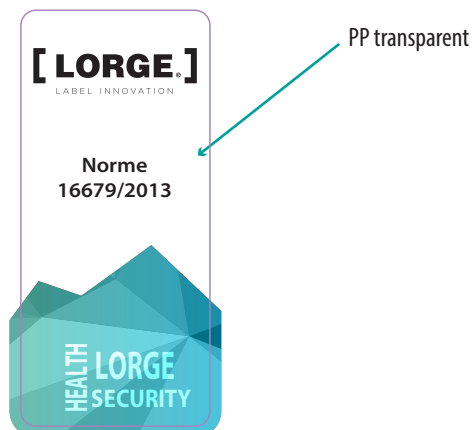 PP transparent
[ LORGE® ]
LABEL INNOVATION
Norme
16679/2013
HEALTH
LORGE
SECURITY